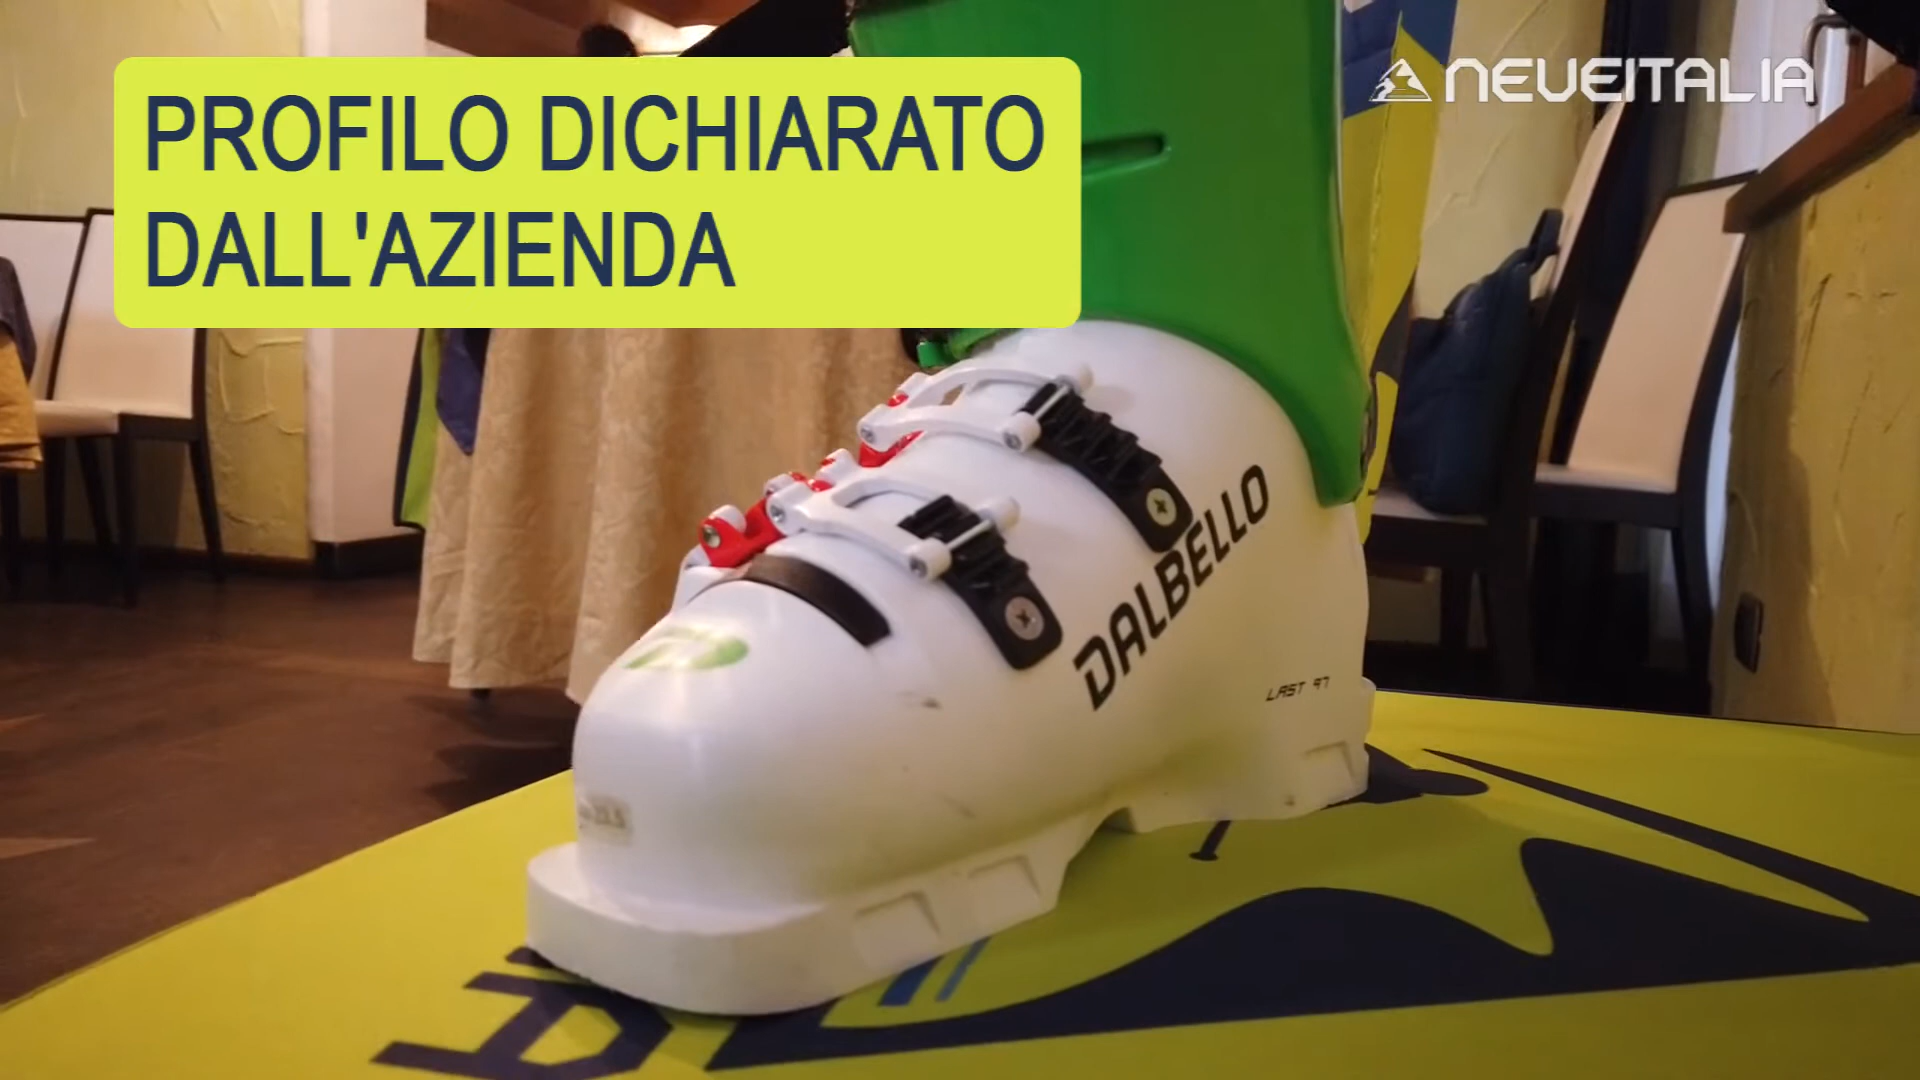 PROFILO DICHIARATO
DALL'AZIENDA
NEVEITALIA
DALBELLO
LAST 97